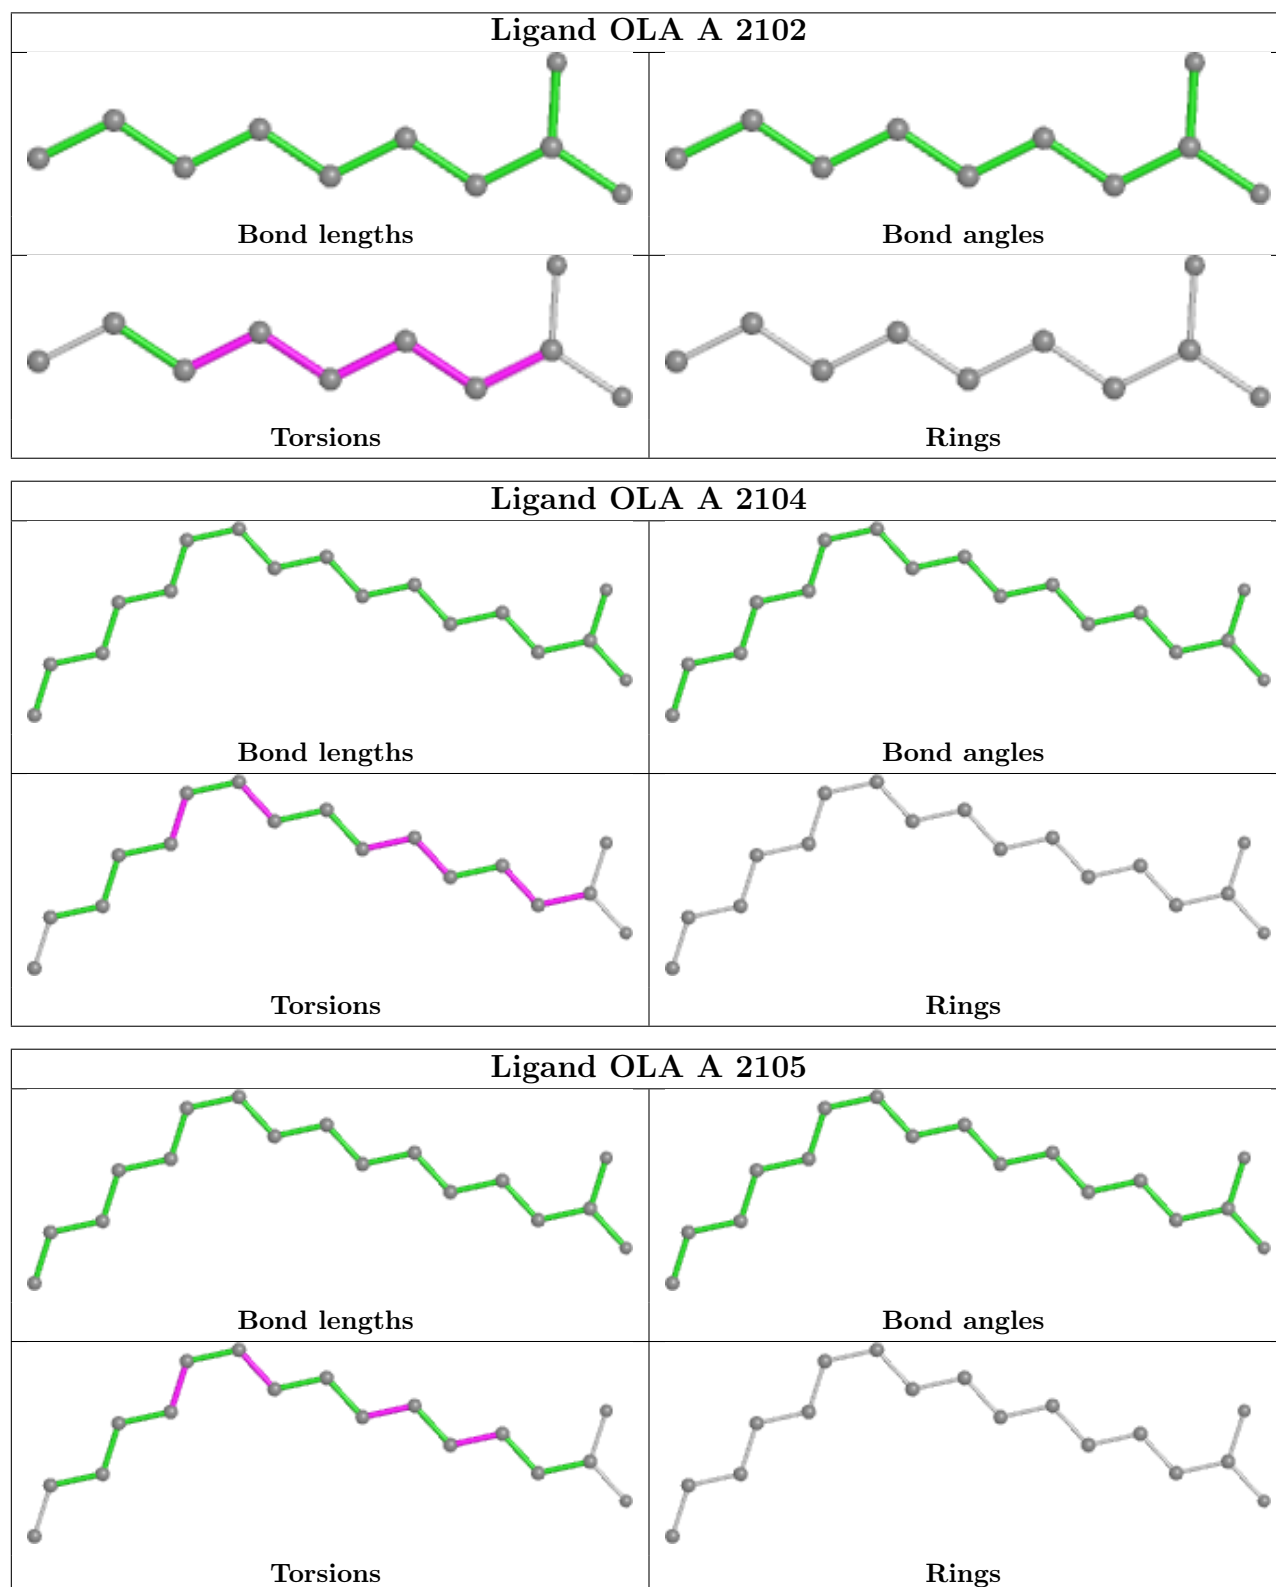 Ligand OLA A 2102
Bond lengths
Bond angles
Torsions
Rings
Ligand OLA A 2104
Bond lengths
Bond angles
Torsions
Rings
Ligand OLA A 2105
Bond lengths
Bond angles
Torsions
Rings